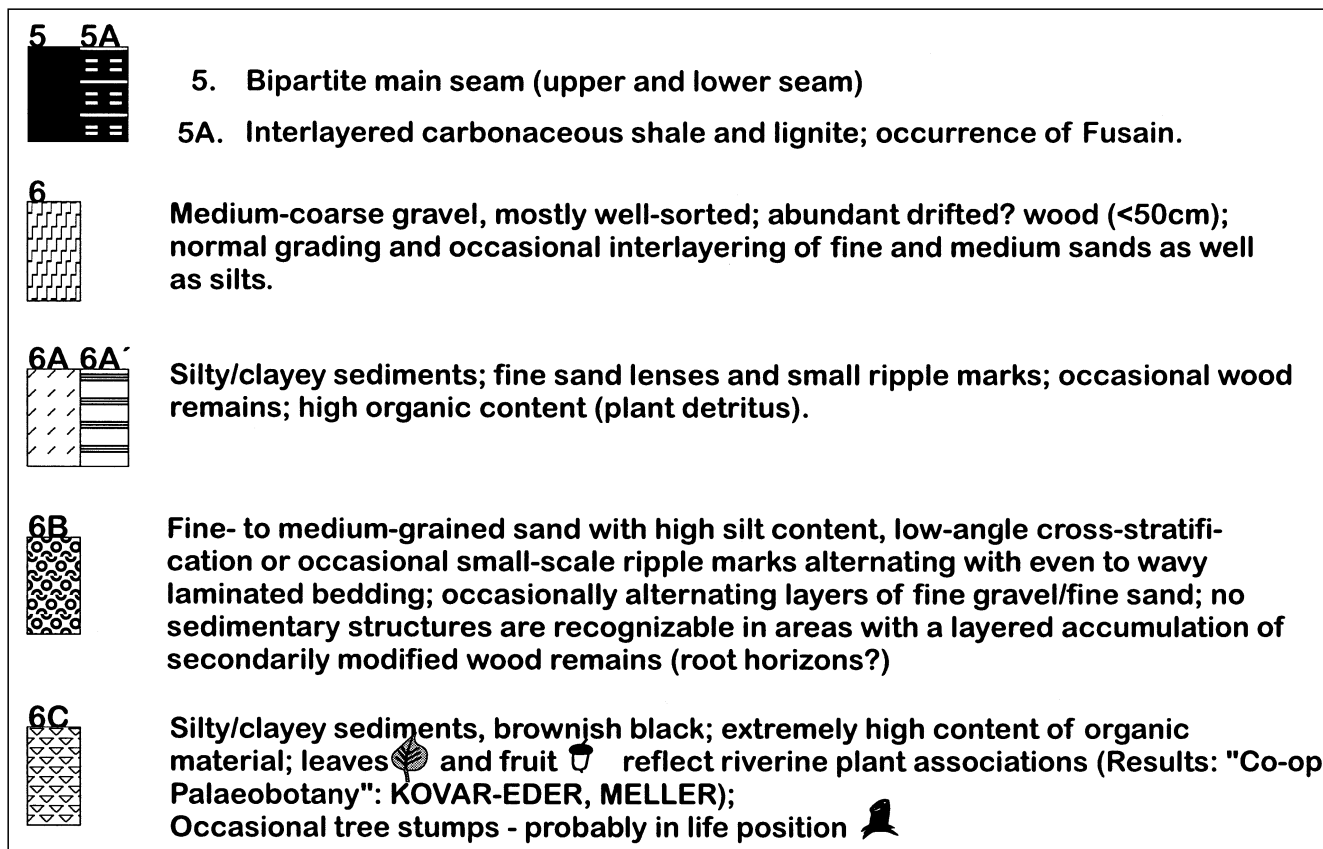 5 5A
5. Bipartite main seam (upper and lower seam)
5A. Interlayered carbonaceous shale and lignite; occurrence of Fusain.
6
Medium-coarse gravel, mostly well-sorted; abundant drifted? wood (<50cm);
normal grading and occasional interlayering of fine and medium sands as well
as silts.
6A 6A´
Silty/clayey sediments; fine sand lenses and small ripple marks; occasional wood
remains; high organic content (plant detritus).
6B
Fine- to medium-grained sand with high silt content, low-angle cross-stratifi-
cation or occasional small-scale ripple marks alternating with even to wavy
laminated bedding; occasionally alternating layers of fine gravel/fine sand; no
sedimentary structures are recognizable in areas with a layered accumulation of
secondarily modified wood remains (root horizons?)
6C
Silty/clayey sediments, brownish black; extremely high content of organic
material; leaves and fruit reflect riverine plant associations (Results: "Co-op
Palaeobotany": KOVAR-EDER, MELLER);
Occasional tree stumps - probably in life position